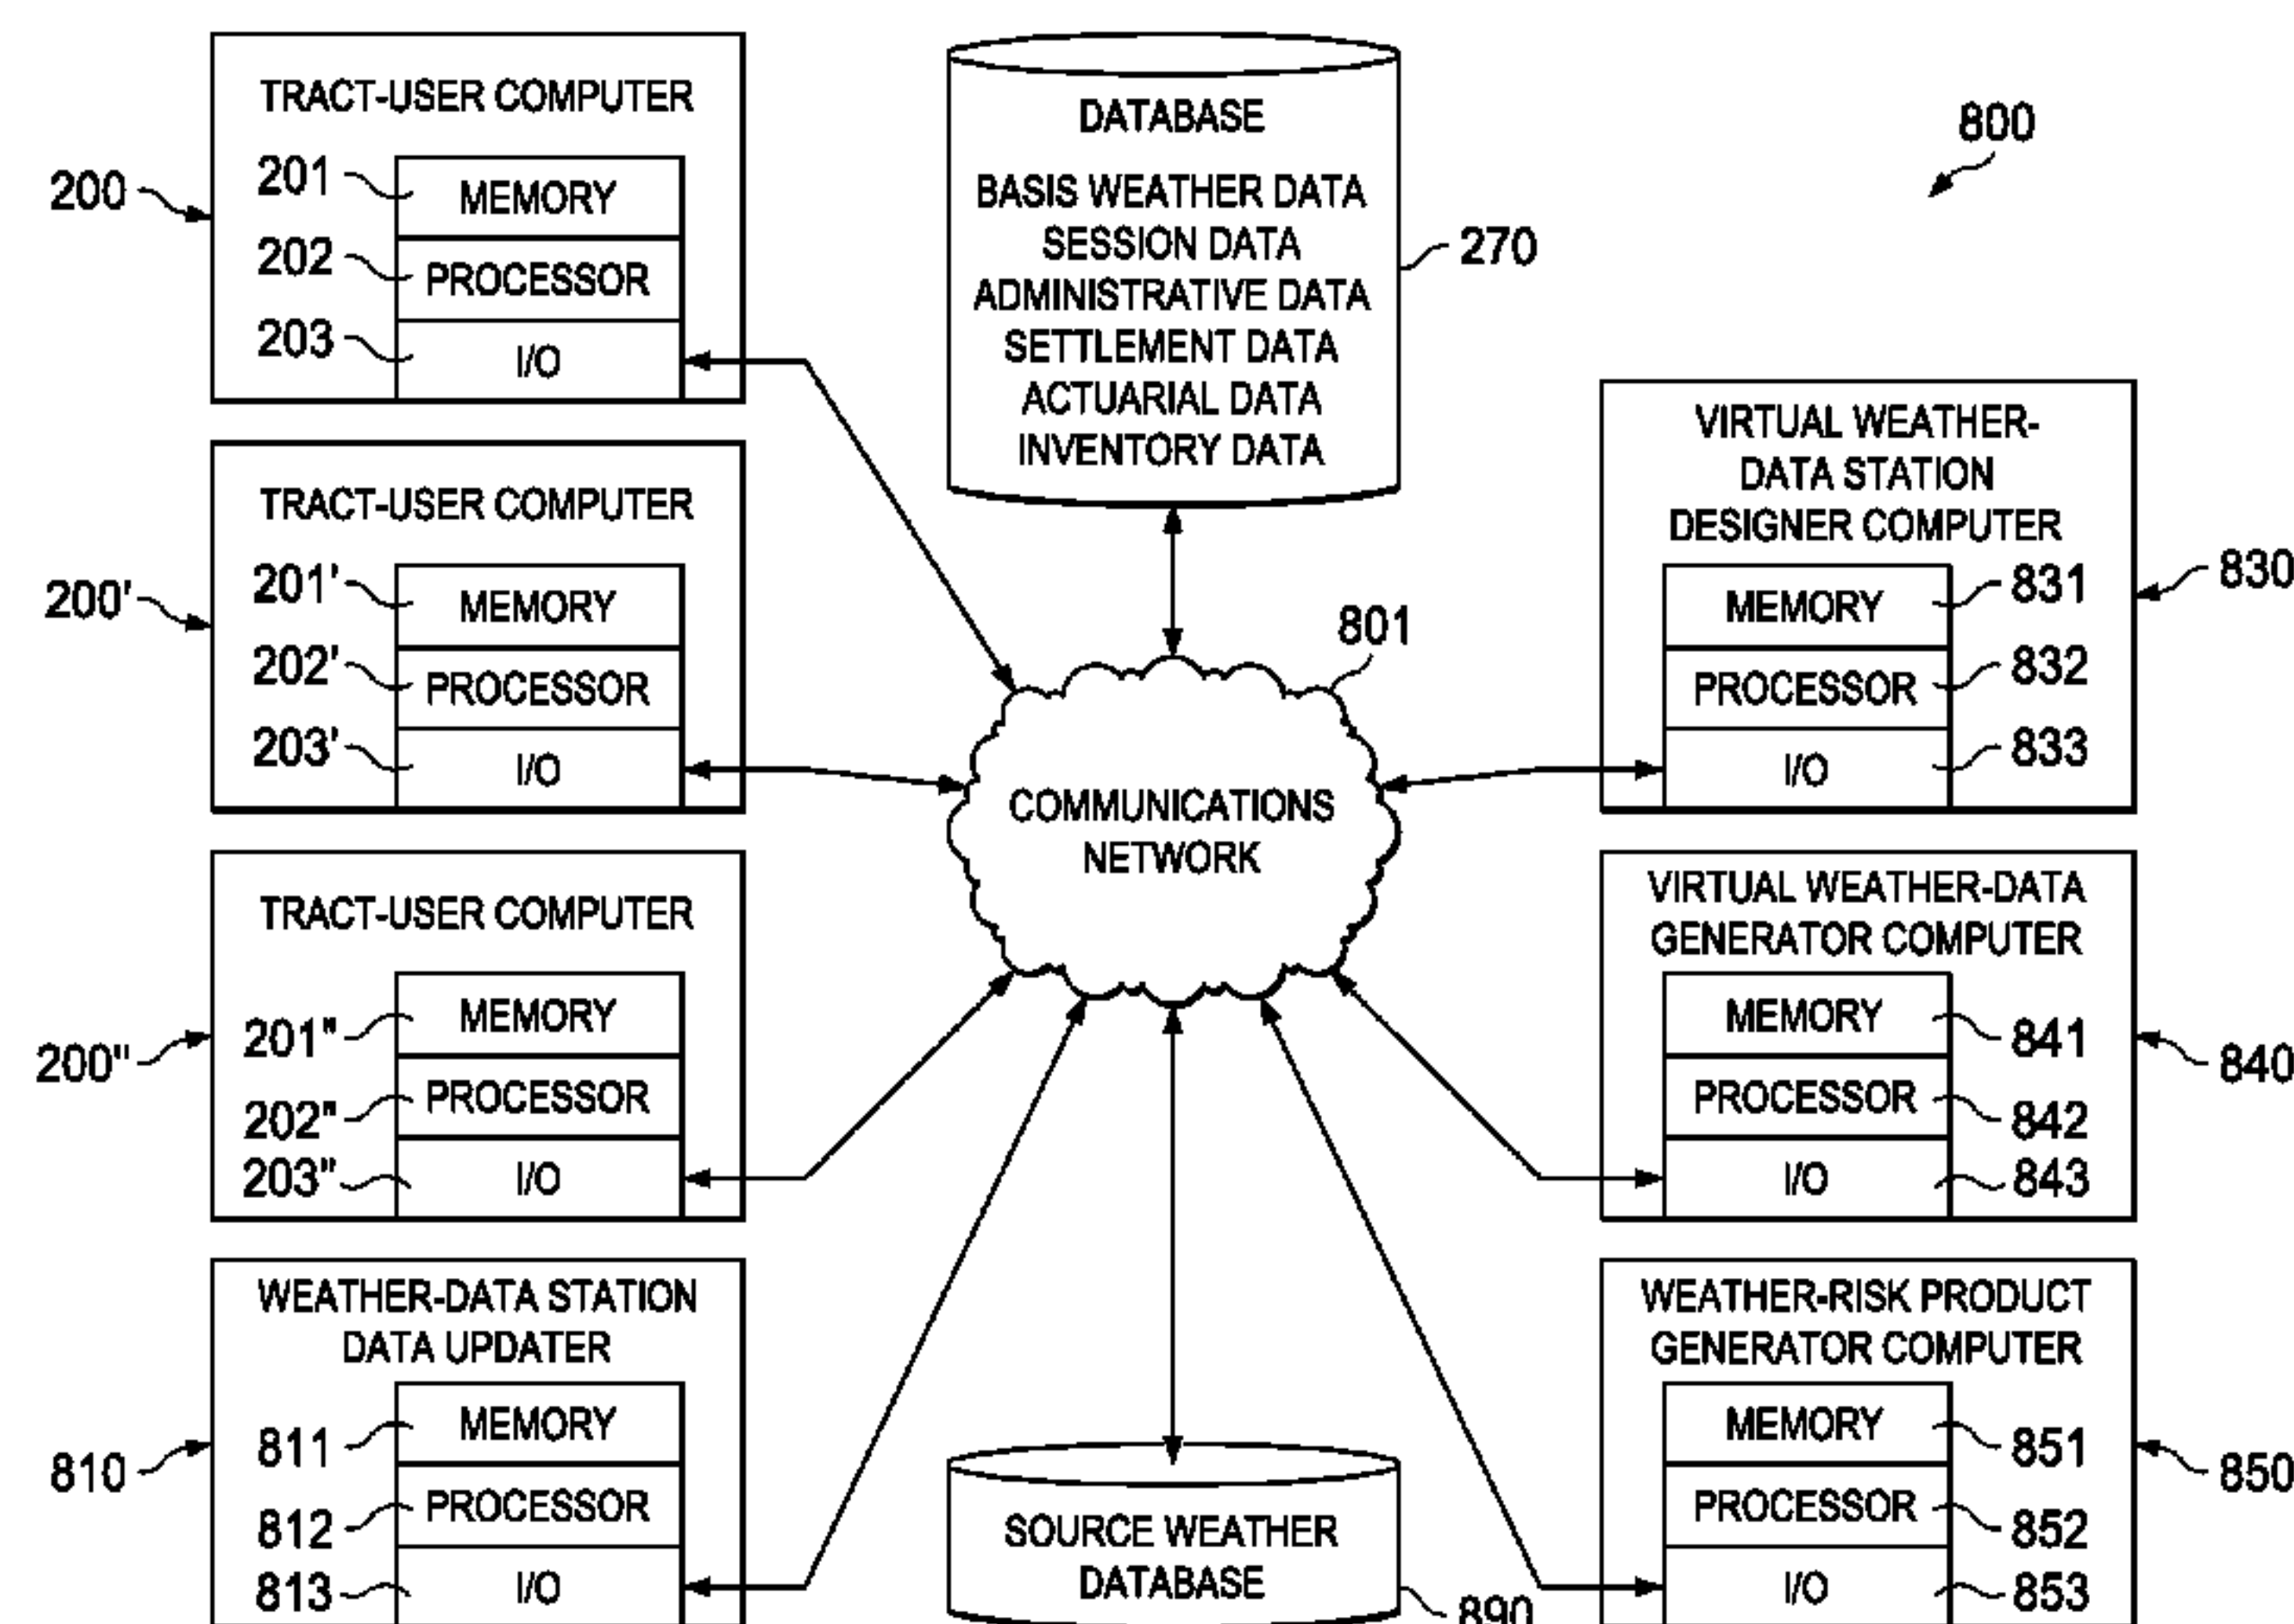 TRACT-USER COMPUTER
200
201
MEMORY
202
PROCESSOR
203
I/O
TRACT-USER COMPUTER
200'
201'
MEMORY
202'
PROCESSOR
203'
I/O
TRACT-USER COMPUTER
200"
201"
MEMORY
202"
PROCESSOR
203"
I/O
WEATHER-DATA STATION
DATA UPDATER
810
811
MEMORY
812
PROCESSOR
813
I/O
DATABASE
BASIS WEATHER DATA
SESSION DATA
ADMINISTRATIVE DATA
SETTLEMENT DATA
ACTUARIAL DATA
INVENTORY DATA
270
801
COMMUNICATIONS
NETWORK
SOURCE WEATHER
DATABASE
890
800
VIRTUAL WEATHER-
DATA STATION
DESIGNER COMPUTER
830
MEMORY
831
PROCESSOR
832
I/O
833
VIRTUAL WEATHER-DATA
GENERATOR COMPUTER
840
MEMORY
841
PROCESSOR
842
I/O
843
WEATHER-RISK PRODUCT
GENERATOR COMPUTER
850
MEMORY
851
PROCESSOR
852
I/O
853